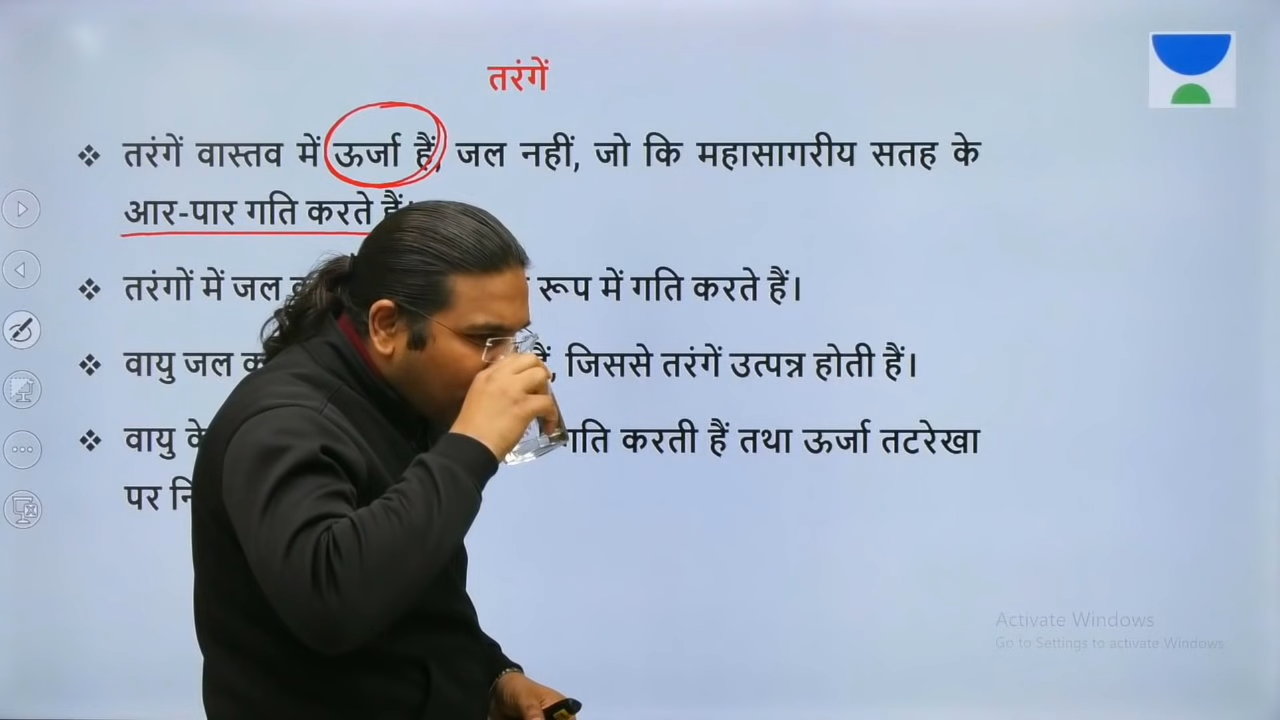 तरंगें
❖ तरंगें वास्तव में ऊर्जा हैं, जल नहीं, जो कि महासागरीय सतह के
आर-पार गति करते हैं।
❖ तरंगों में जल रूप में गति करते हैं।
❖ वायु जल जिससे तरंगें उत्पन्न होती हैं।
❖ वायु गति करती हैं तथा ऊर्जा तटरेखा
पर
Activate Windows
Go to Settings to activate Windows